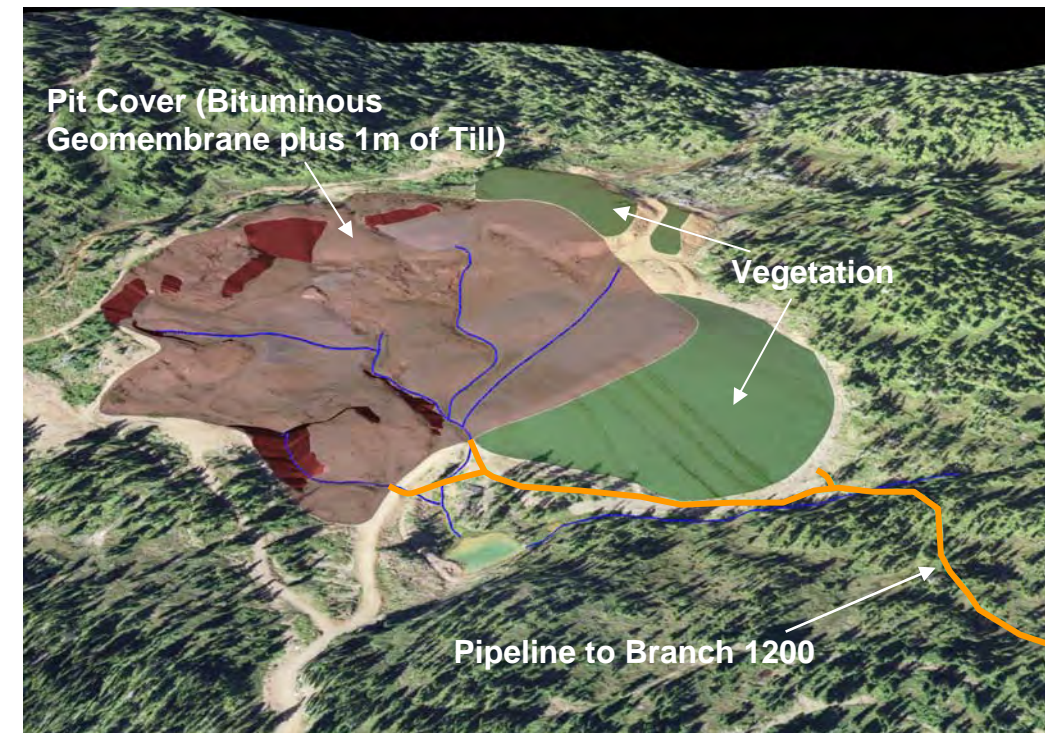 Pit Cover (Bituminous
Geomembrane plus 1m of Till)
Vegetation
Pipeline to Branch 1200